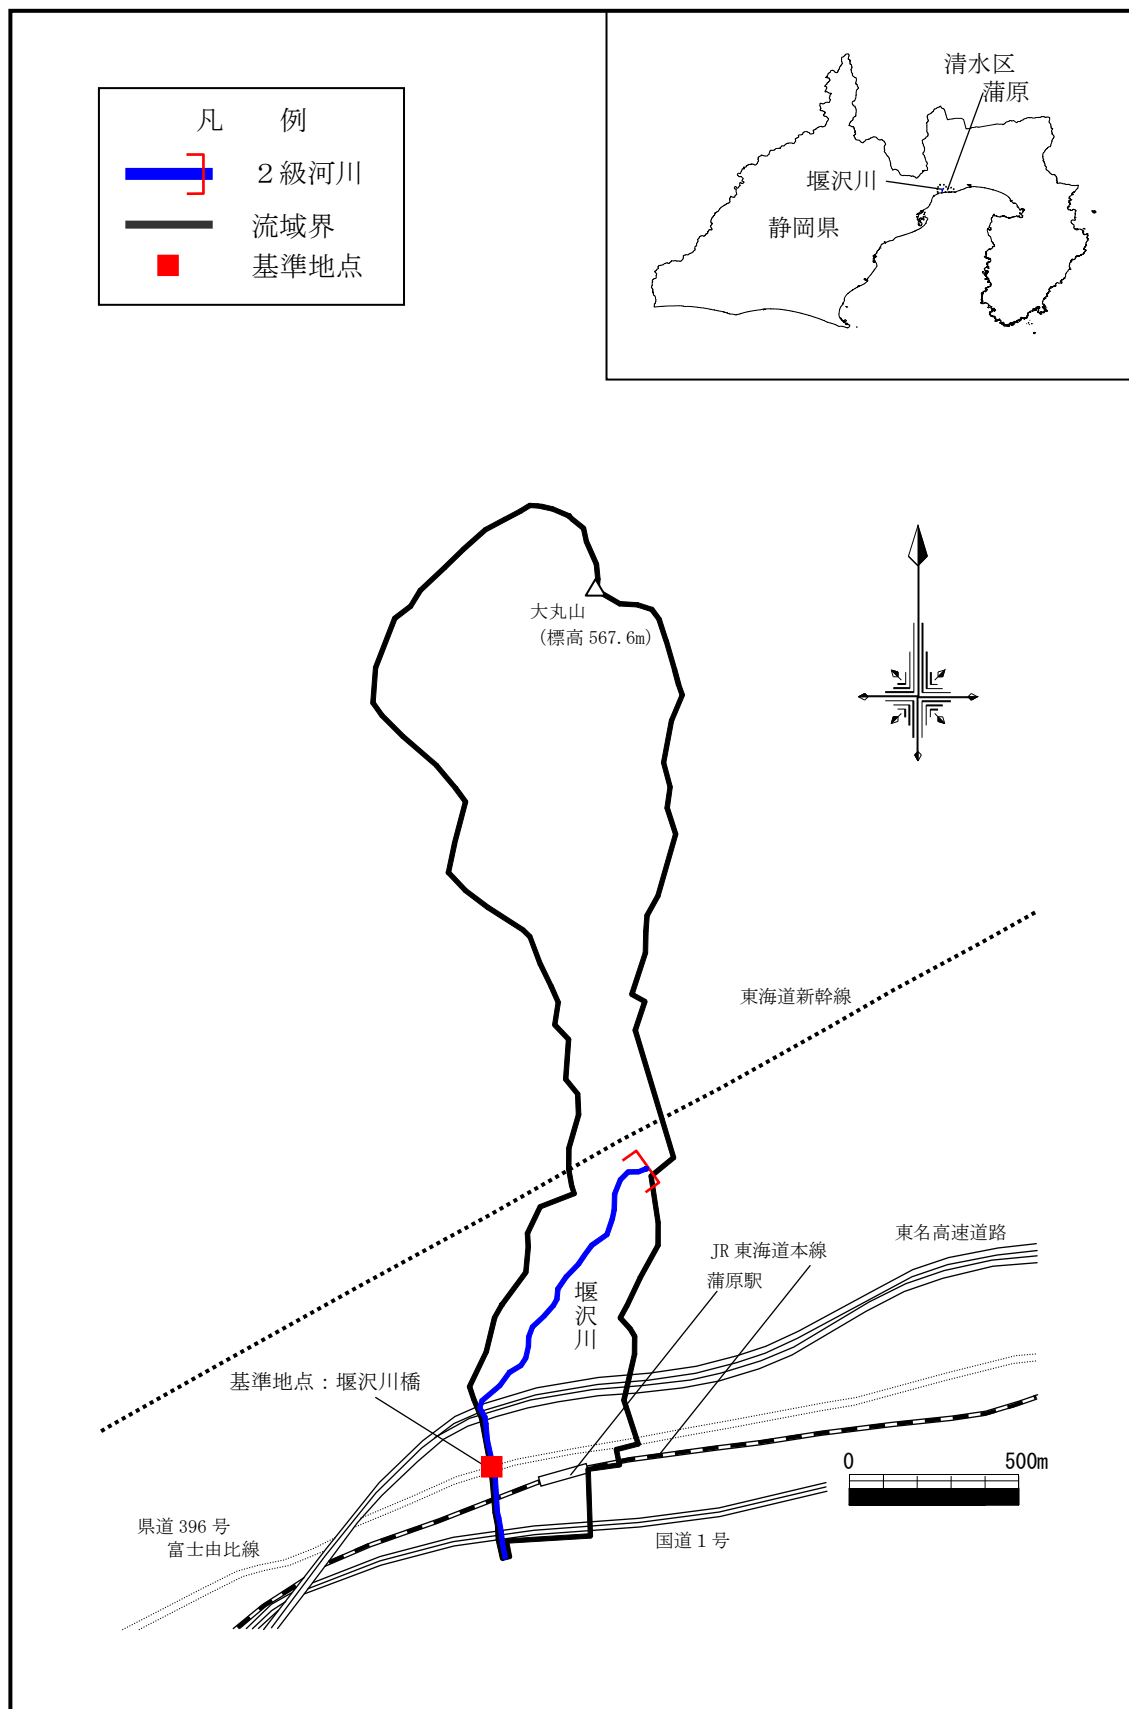 凡　例
２級河川
流域界
基準地点
清水区
蒲原
堰沢川
静岡県
大丸山
(標高 567.6m)
東海道新幹線
東名高速道路
JR 東海道本線
蒲原駅
堰沢川
基準地点：堰沢川橋
0 500m
県道 396 号
富士由比線
国道１号